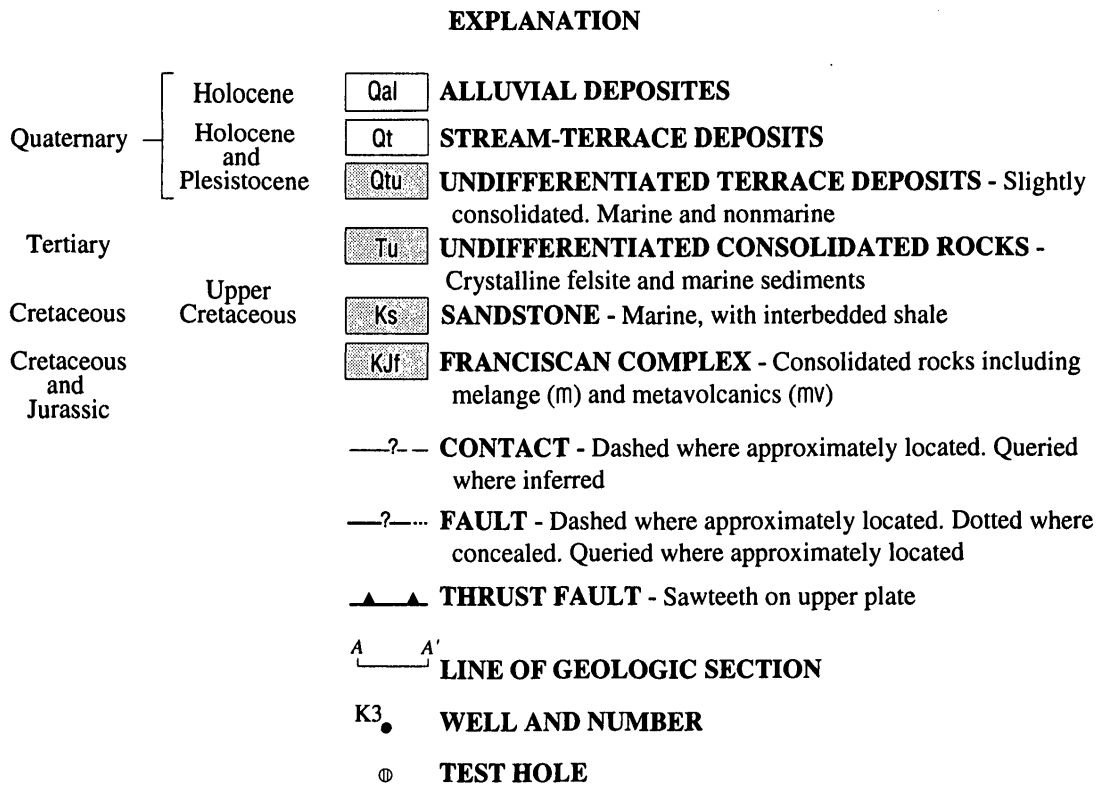 EXPLANATION
Holocene Qal ALLUVIAL DEPOSITES
Quaternary Holocene and Plesistocene Qt STREAM-TERRACE DEPOSITS
Qtu UNDIFFERENTIATED TERRACE DEPOSITS - Slightly
consolidated. Marine and nonmarine
Tertiary Tu UNDIFFERENTIATED CONSOLIDATED ROCKS -
Crystalline felsite and marine sediments
Cretaceous Upper Cretaceous Ks SANDSTONE - Marine, with interbedded shale
Cretaceous and Jurassic KJf FRANCISCAN COMPLEX - Consolidated rocks including
melange (m) and metavolcanics (mv)
? CONTACT - Dashed where approximately located. Queried
where inferred
? FAULT - Dashed where approximately located. Dotted where
concealed. Queried where approximately located
THRUST FAULT - Sawteeth on upper plate
A A'
LINE OF GEOLOGIC SECTION
K3 WELL AND NUMBER
TEST HOLE